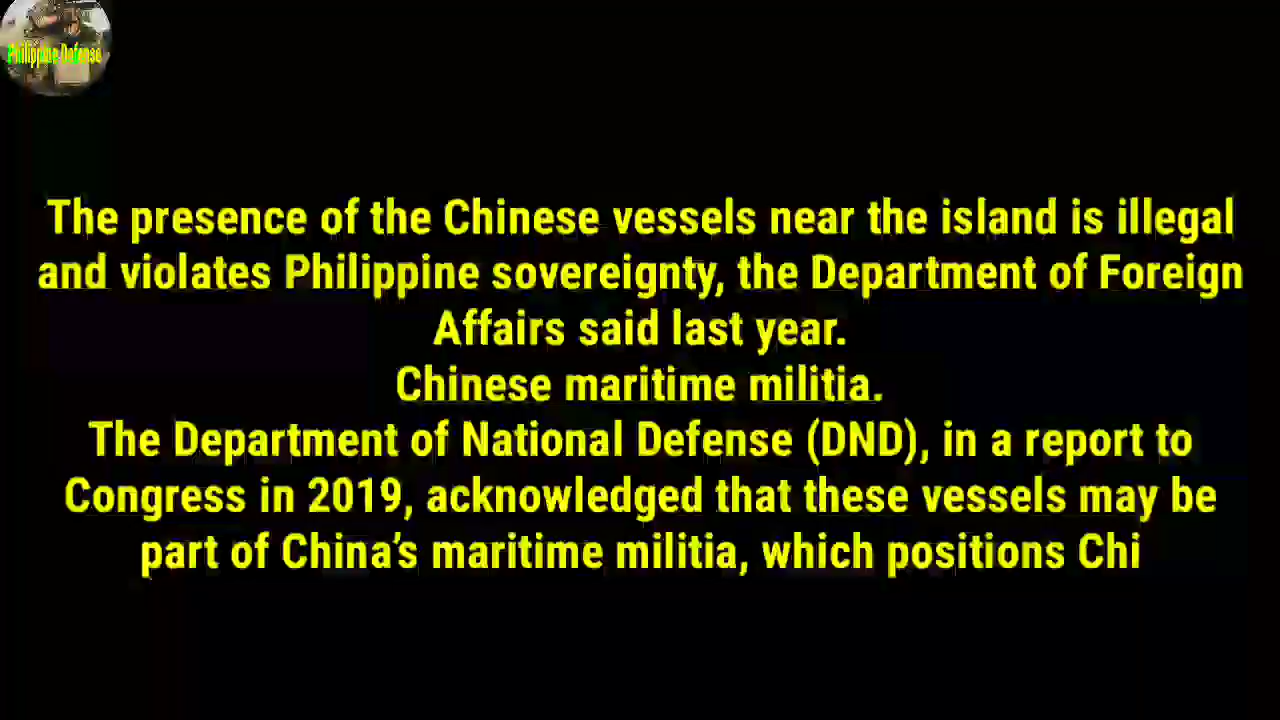 Philippine Defense
The presence of the Chinese vessels near the island is illegal
and violates Philippine sovereignty, the Department of Foreign
Affairs said last year.
Chinese maritime militia.
The Department of National Defense (DND), in a report to
Congress in 2019, acknowledged that these vessels may be
part of China’s maritime militia, which positions Chi